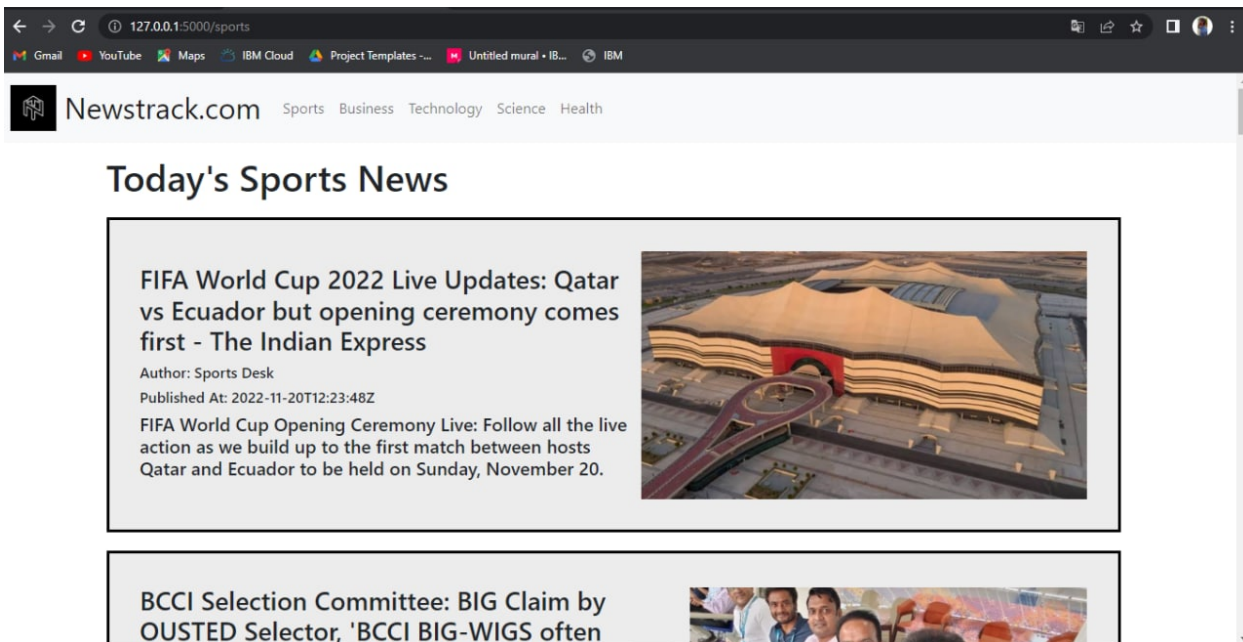 127.0.0.1:5000/sports
Gmail YouTube Maps IBM Cloud Project Templates -... Untitled mural • IB... IBM
Newstrack.com Sports Business Technology Science Health
Today's Sports News
FIFA World Cup 2022 Live Updates: Qatar
vs Ecuador but opening ceremony comes
first - The Indian Express
Author: Sports Desk
Published At: 2022-11-20T12:23:48Z
FIFA World Cup Opening Ceremony Live: Follow all the live
action as we build up to the first match between hosts
Qatar and Ecuador to be held on Sunday, November 20.
BCCI Selection Committee: BIG Claim by
OUSTED Selector, 'BCCI BIG-WIGS often